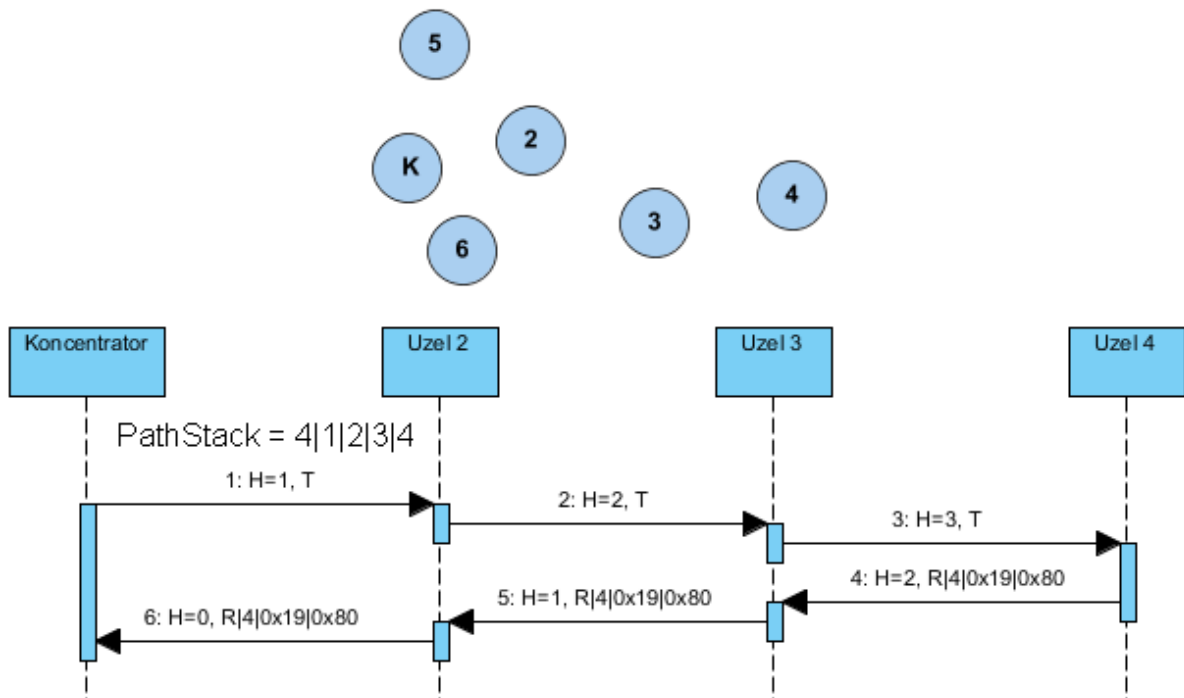 5
2
K
4
3
6
Koncentrator
Uzel 2
Uzel 3
Uzel 4
PathStack = 4|1|2|3|4
1: H=1, T
2: H=2, T
3: H=3, T
4: H=2, R|4|0x19|0x80
5: H=1, R|4|0x19|0x80
6: H=0, R|4|0x19|0x80